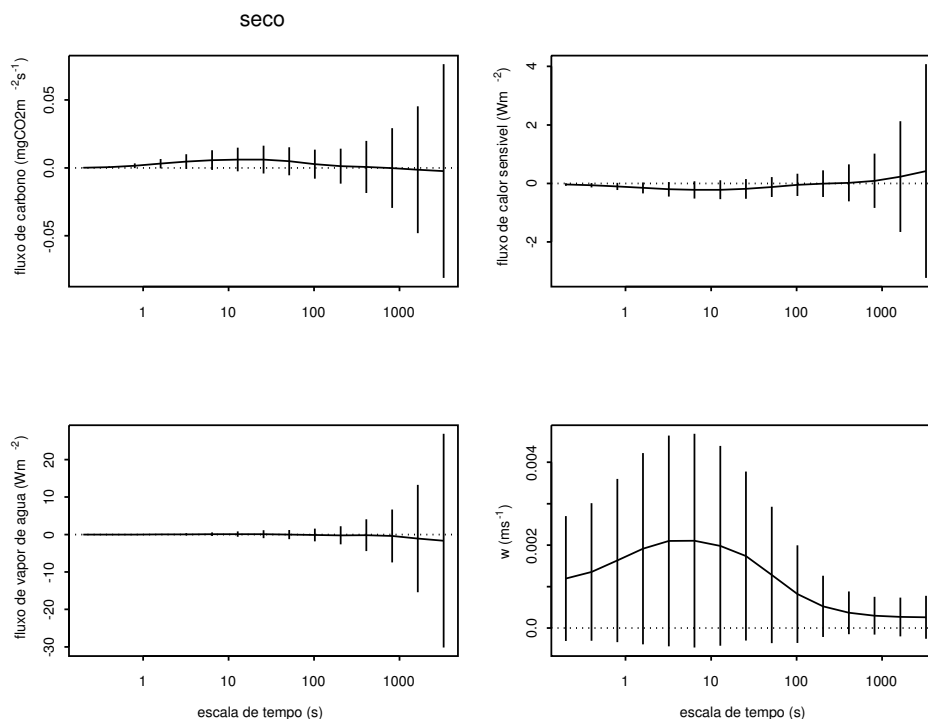 seco
fluxo de carbono (mgCO2m -2s-1)
0.05
0.0
-0.05
1 10 100 1000
fluxo de calor sensivel (Wm -2)
4
2
0
-2
1 10 100 1000
fluxo de vapor de agua (Wm -2)
20
10
0
-10
-20
-30
1 10 100 1000
escala de tempo (s)
w (ms-1)
0.004
0.002
0.0
1 10 100 1000
escala de tempo (s)